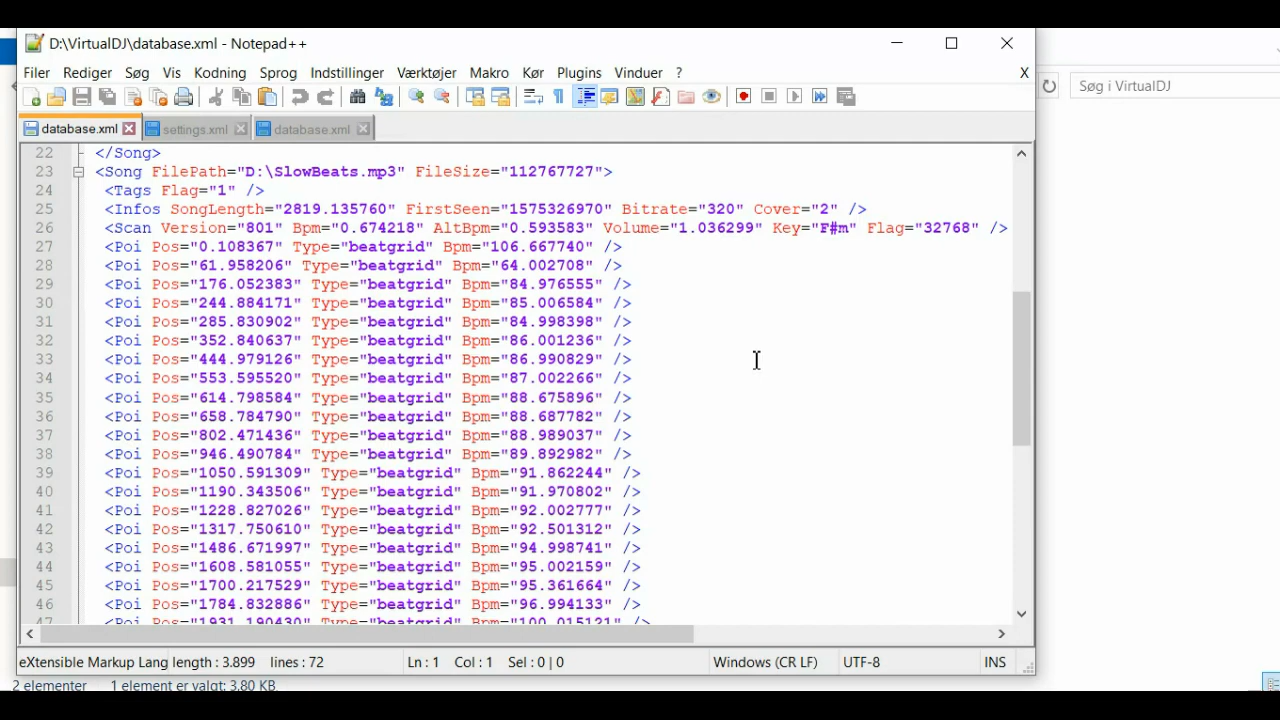 D:\VirtualDJ\database.xml - Notepad++
Filer Rediger Søg Vis Kodning Sprog Indstillinger Værktøjer Makro Kør Plugins Vinduer ? X
Søg i VirtualDJ
database.xml settings.xml database.xml
22 </Song>
23 <Song FilePath="D:\SlowBeats.mp3" FileSize="112767727">
24 <Tags Flag="1" />
25 <Infos SongLength="2819.135760" FirstSeen="1575326970" Bitrate="320" Cover="2" />
26 <Scan Version="801" Bpm="0.674218" AltBpm="0.593583" Volume="1.036299" Key="F#m" Flag="32768" />
27 <Poi Pos="0.108367" Type="beatgrid" Bpm="106.667740" />
28 <Poi Pos="61.958206" Type="beatgrid" Bpm="64.002708" />
29 <Poi Pos="176.052383" Type="beatgrid" Bpm="84.976555" />
30 <Poi Pos="244.884171" Type="beatgrid" Bpm="85.006584" />
31 <Poi Pos="285.830902" Type="beatgrid" Bpm="84.998398" />
32 <Poi Pos="352.840637" Type="beatgrid" Bpm="86.001236" />
33 <Poi Pos="444.979126" Type="beatgrid" Bpm="86.990829" />
34 <Poi Pos="553.595520" Type="beatgrid" Bpm="87.002266" />
35 <Poi Pos="614.798584" Type="beatgrid" Bpm="88.675896" />
36 <Poi Pos="658.784790" Type="beatgrid" Bpm="88.687782" />
37 <Poi Pos="802.471436" Type="beatgrid" Bpm="88.989037" />
38 <Poi Pos="946.490784" Type="beatgrid" Bpm="89.892982" />
39 <Poi Pos="1050.591309" Type="beatgrid" Bpm="91.862244" />
40 <Poi Pos="1190.343506" Type="beatgrid" Bpm="91.970802" />
41 <Poi Pos="1228.827026" Type="beatgrid" Bpm="92.002777" />
42 <Poi Pos="1317.750610" Type="beatgrid" Bpm="92.501312" />
43 <Poi Pos="1486.671997" Type="beatgrid" Bpm="94.998741" />
44 <Poi Pos="1608.581055" Type="beatgrid" Bpm="95.002159" />
45 <Poi Pos="1700.217529" Type="beatgrid" Bpm="95.361664" />
46 <Poi Pos="1784.832886" Type="beatgrid" Bpm="96.994133" />
47 <Poi Pos="1931.190430" Type="beatgrid" Bpm="100.015121" />
eXtensible Markup Lang length : 3.899 lines : 72 Ln : 1 Col : 1 Sel : 0 | 0 Windows (CR LF) UTF-8 INS
2 elementer 1 element er valgt: 3,80 KB